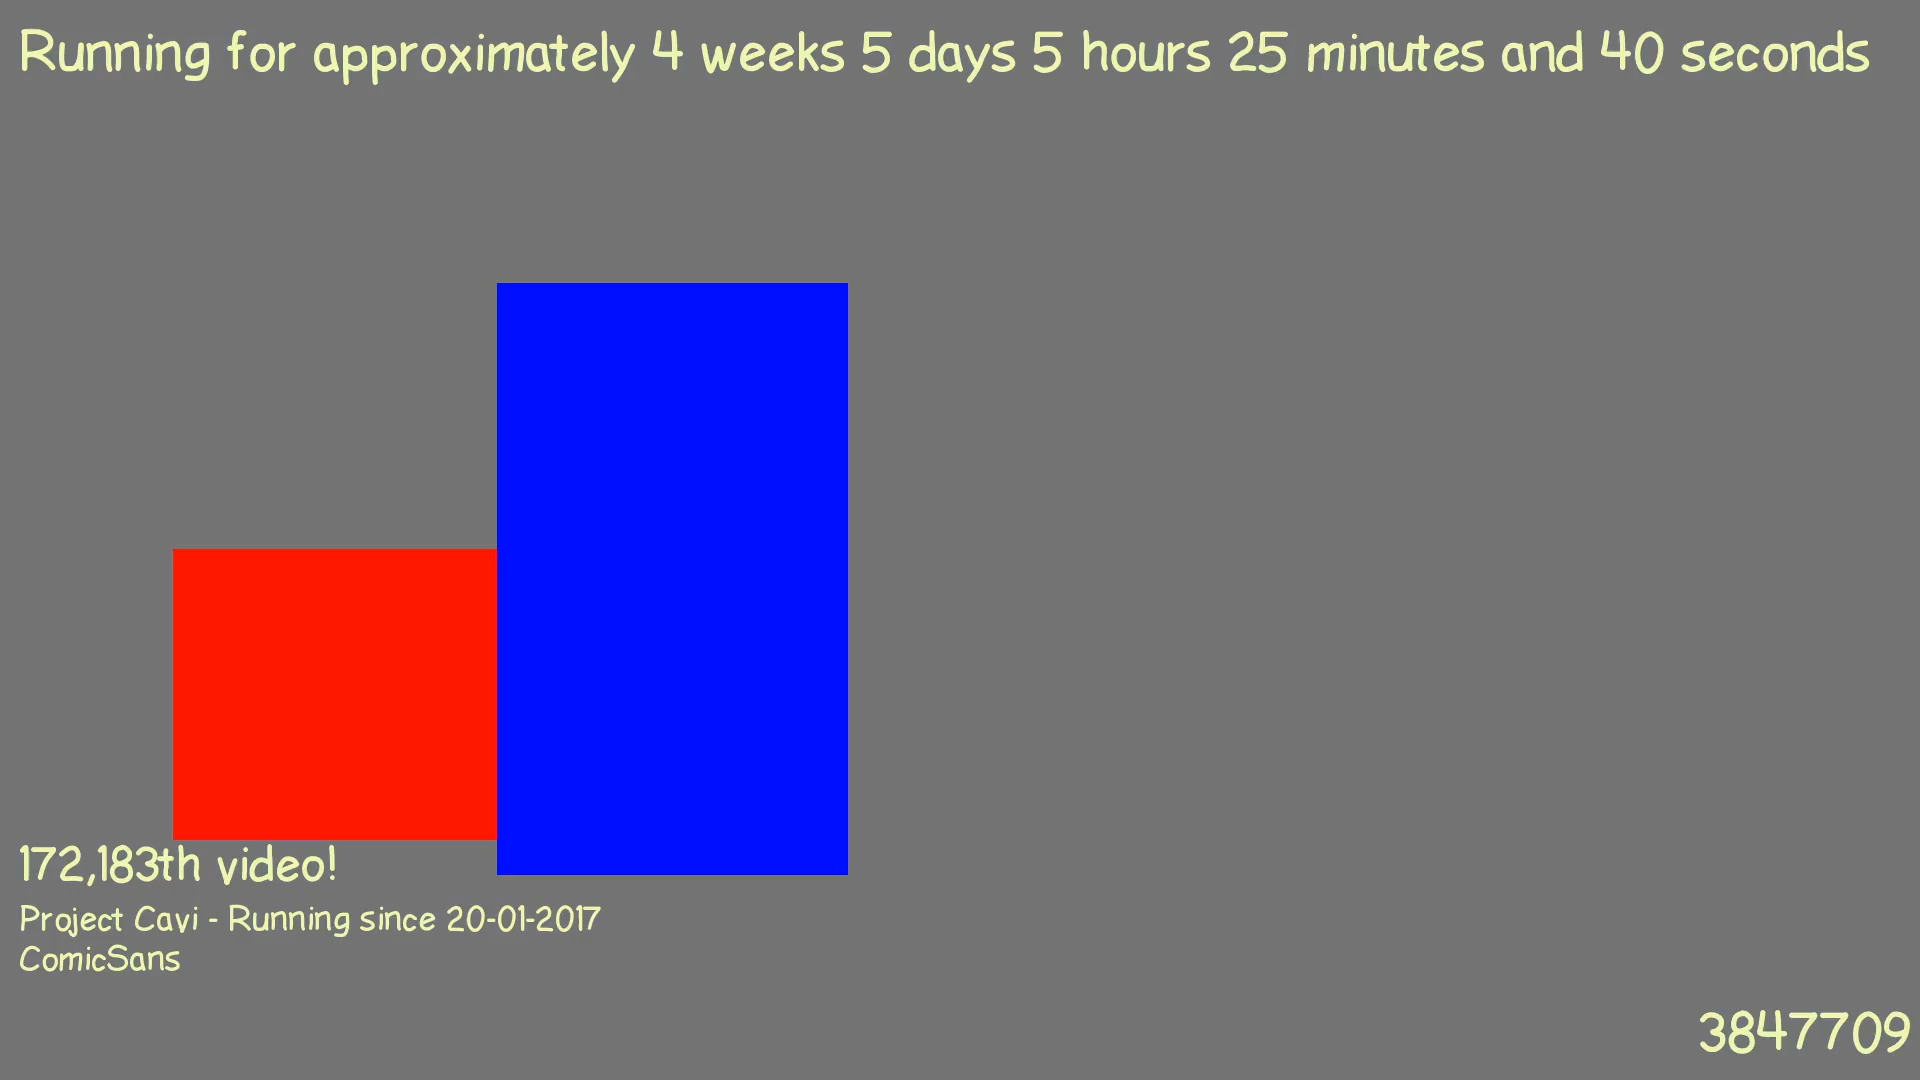 Running for approximately 4 weeks 5 days 5 hours 25 minutes and 40 seconds
172,183th video!
Project Cavi - Running since 20-01-2017
ComicSans
3847709